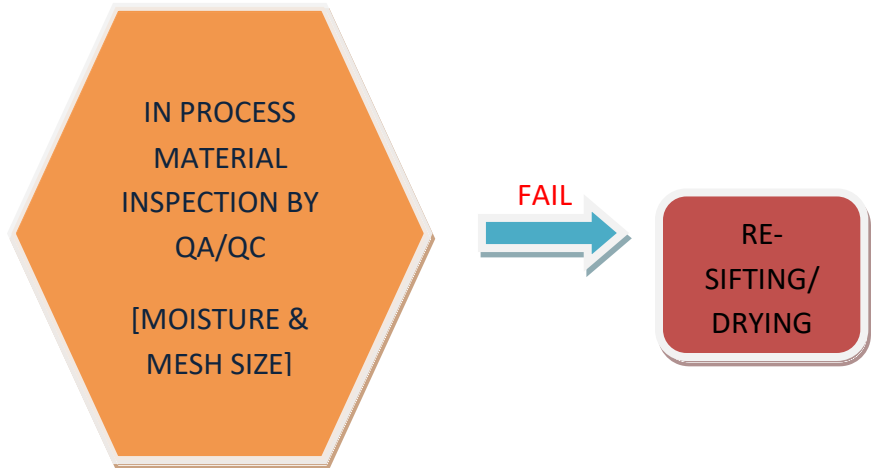 IN PROCESS
MATERIAL
INSPECTION BY
QA/QC
[MOISTURE &
MESH SIZE]
FAIL
RE-
SIFTING/
DRYING